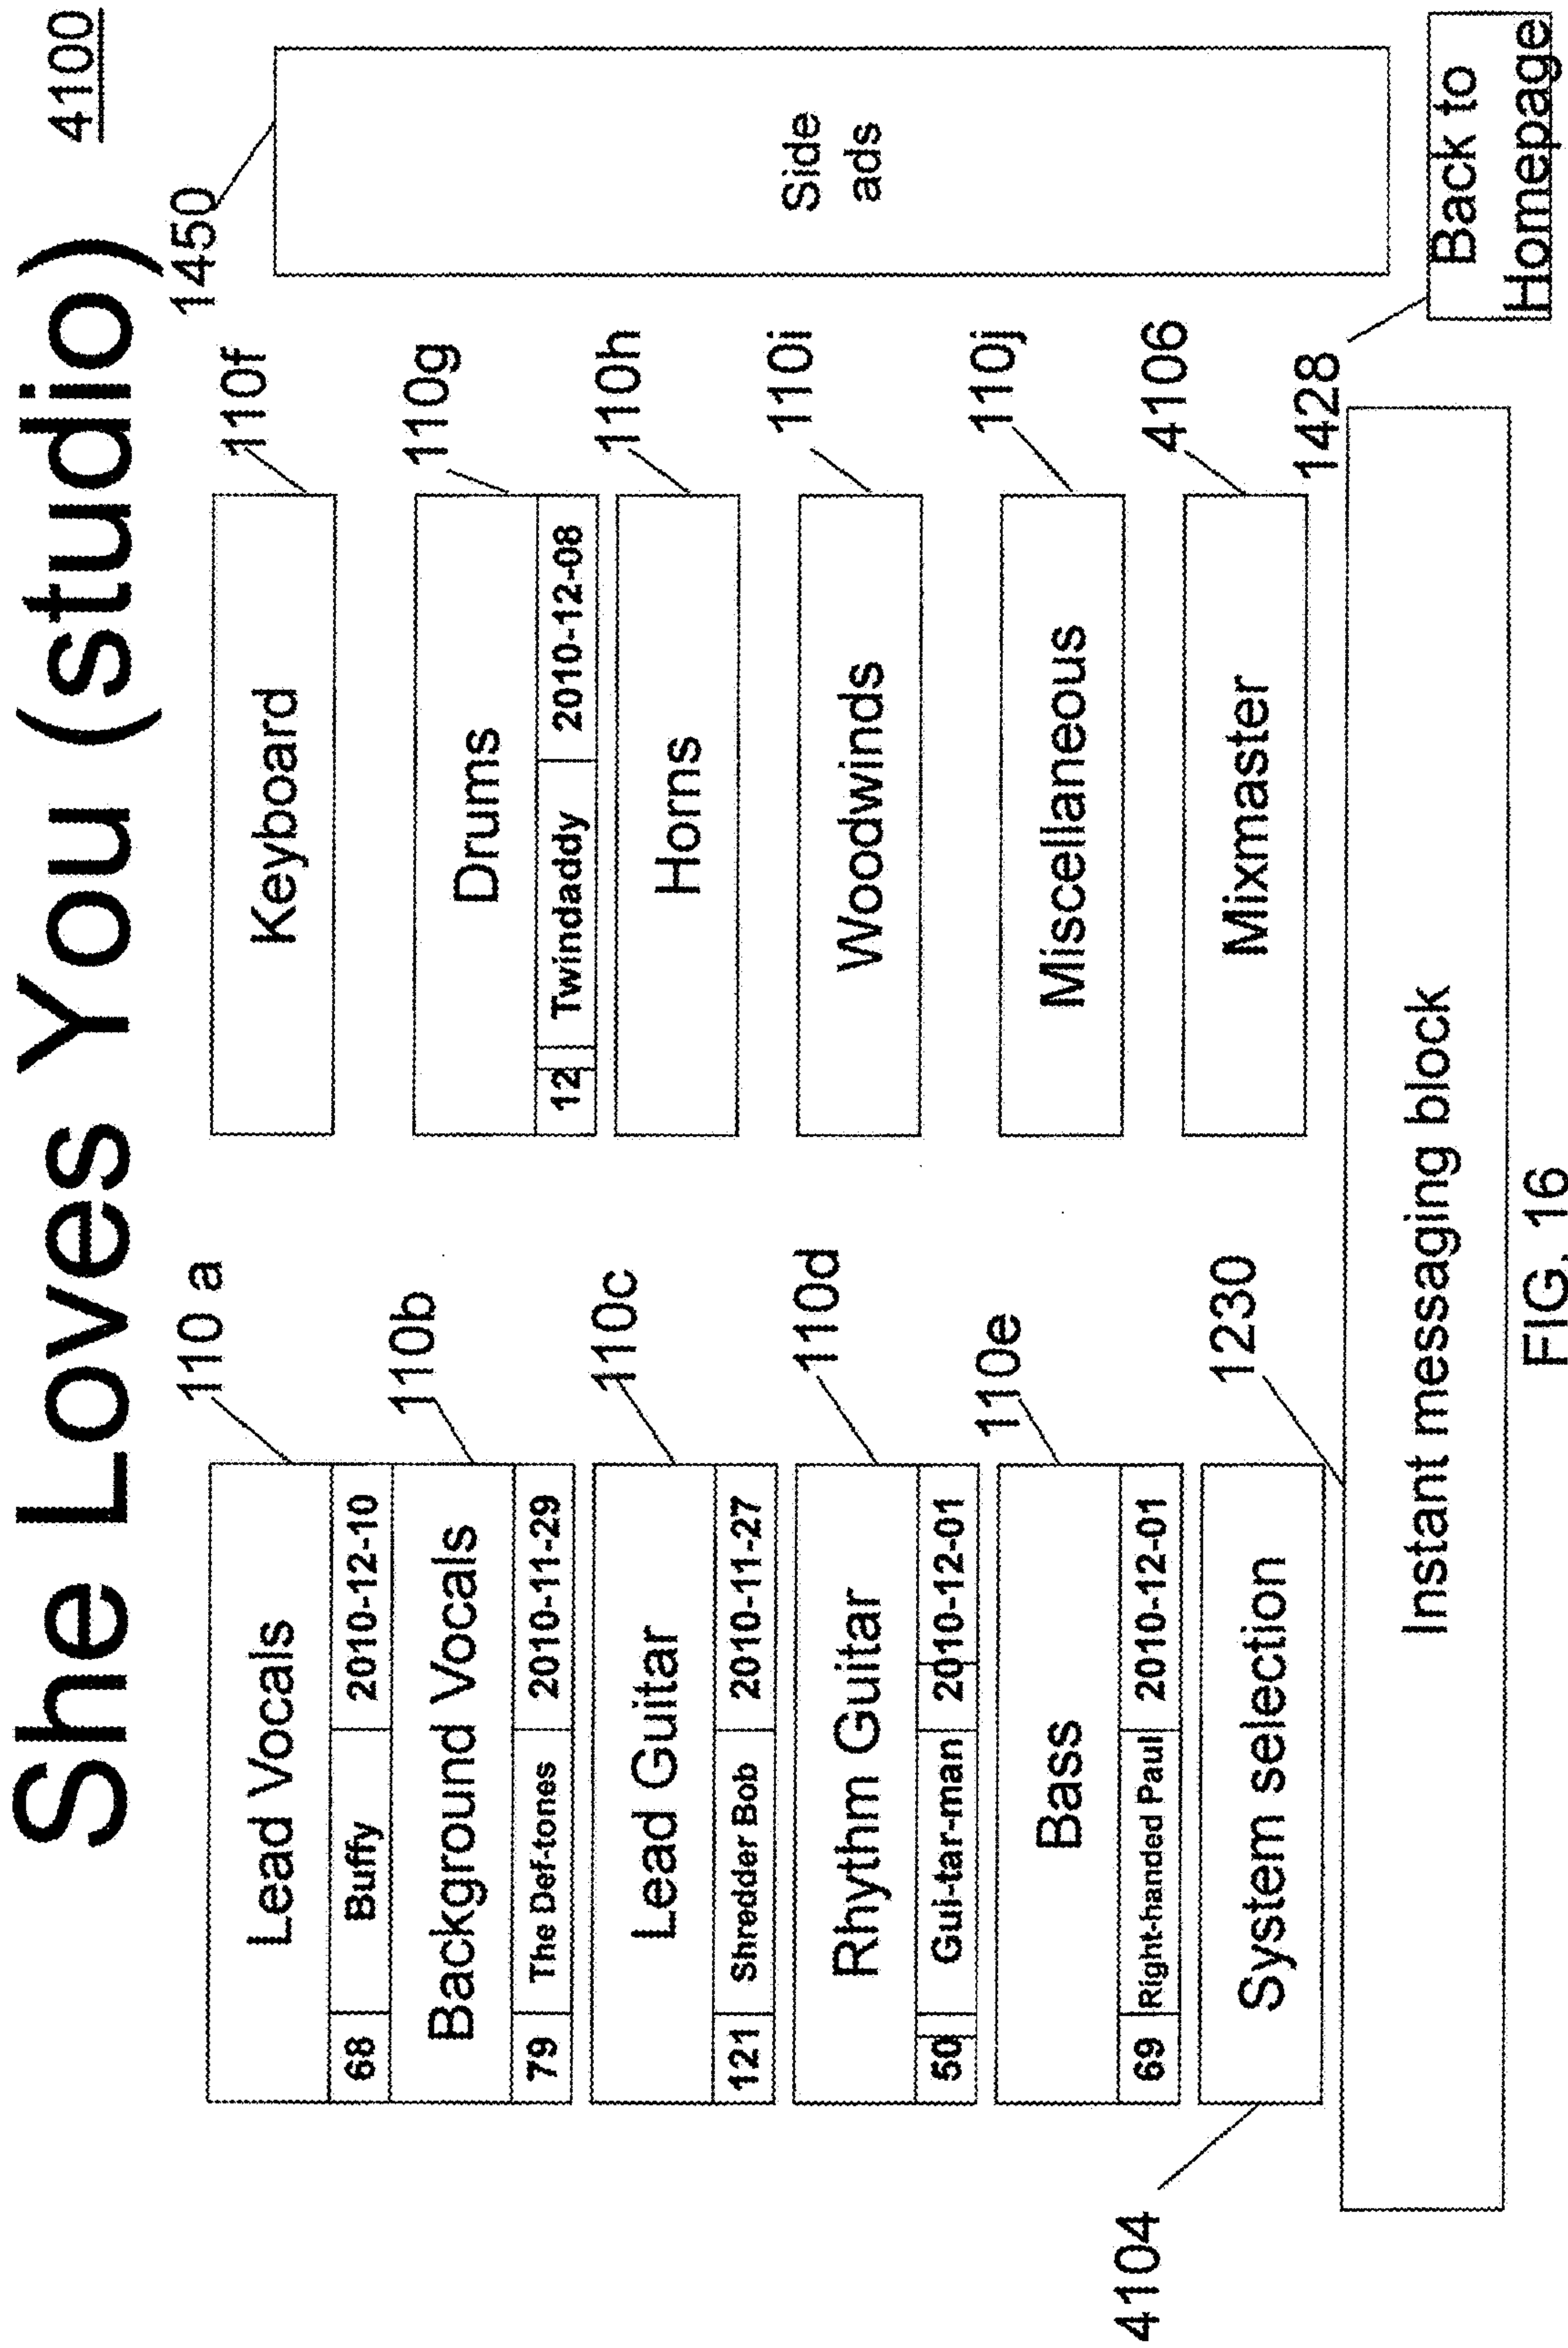 She Loves You (studio) 4100
110 a
Lead Vocals
68 Buffy 2010-12-10
110b
Background Vocals
79 The Def-tones 2010-11-29
110c
Lead Guitar
121 Shredder Bob 2010-11-27
110d
Rhythm Guitar
50 Gui-tar-man 2010-12-01
110e
Bass
69 Right-handed Paul 2010-12-01
4104
System selection
110f
Keyboard
110g
Drums
12 Twindaddy 2010-12-08
110h
Horns
110i
Woodwinds
110j
Miscellaneous
4106
Mixmaster
1450
Side
ads
1230
Instant messaging block
1428
Back to
Homepage
FIG. 16